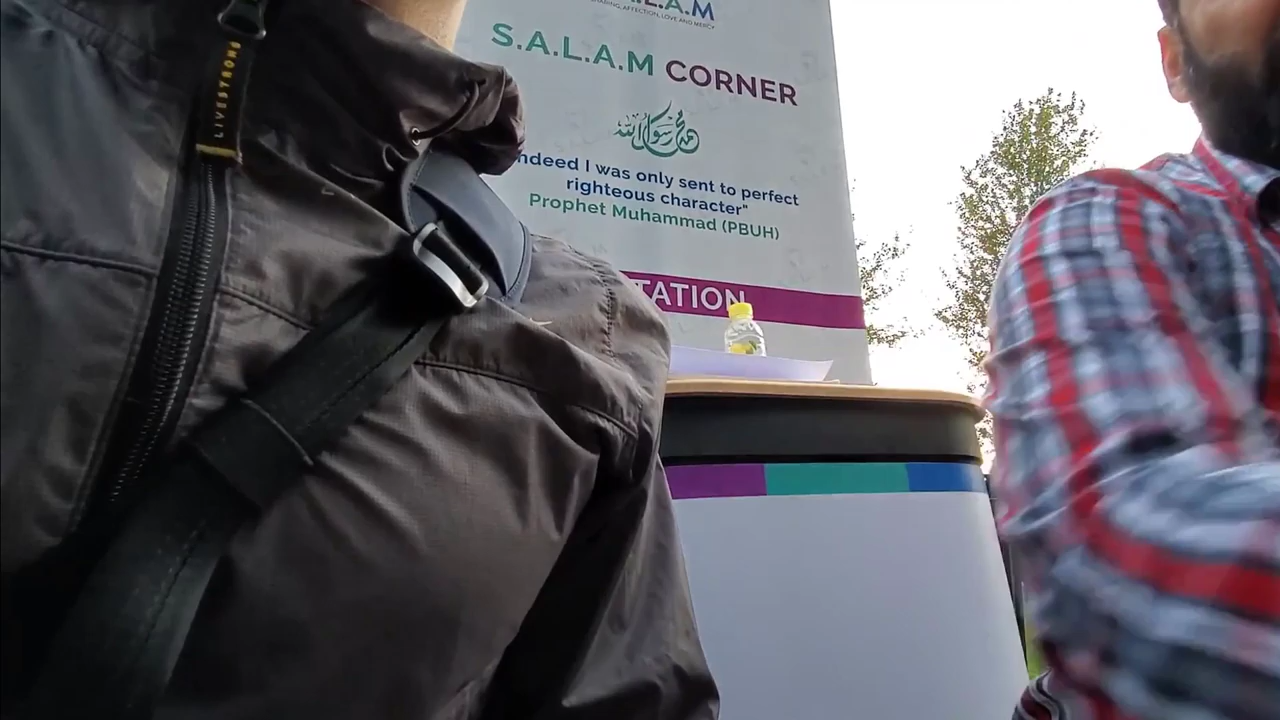 L.A.M
SHARING, AFFECTION, LOVE AND MERCY
S.A.L.A.M CORNER
محمد رسول الله
ndeed I was only sent to perfect
righteous character"
Prophet Muhammad (PBUH)
TATION
LIVESTRONG